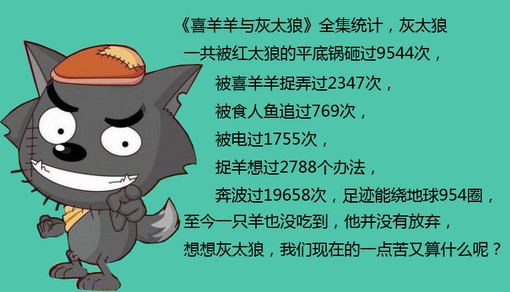 《喜羊羊与灰太狼》全集统计，灰太狼
一共被红太狼的平底锅砸过9544次，
被喜羊羊捉弄过2347次，
被食人鱼追过769次，
被电过1755次，
捉羊想过2788个办法，
奔波过19658次，足迹能绕地球954圈，
至今一只羊也没吃到，他并没有放弃，
想想灰太狼，我们现在的一点苦又算什么呢？